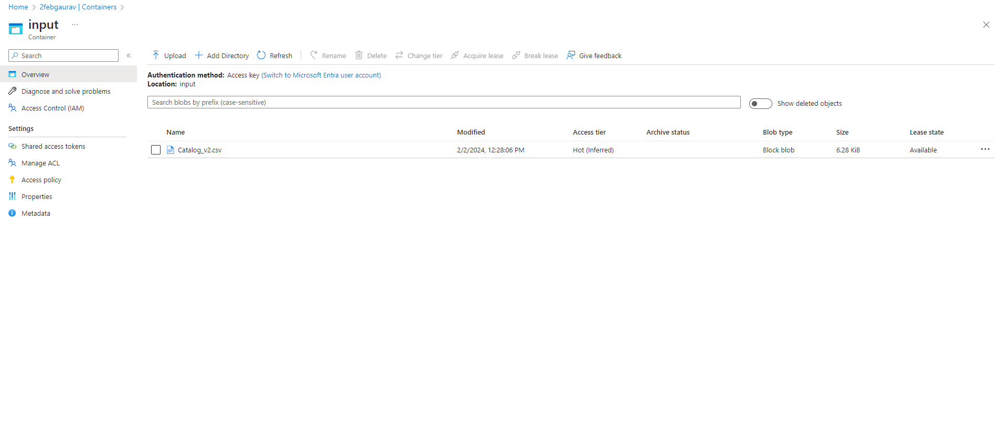 Home > 2febgaurav | Containers >
input ...
Container
Search «
Overview
Diagnose and solve problems
Access Control (IAM)
Settings
Shared access tokens
Manage ACL
Access policy
Properties
Metadata
Upload Add Directory Refresh Rename Delete Change tier Acquire lease Break lease Give feedback
Authentication method: Access key (Switch to Microsoft Entra user account)
Location: input
Search blobs by prefix (case-sensitive) Show deleted objects
Name Modified Access tier Archive status Blob type Size Lease state
Catalog_v2.csv 2/2/2024, 12:28:06 PM Hot (Inferred) Block blob 6.28 KiB Available ...